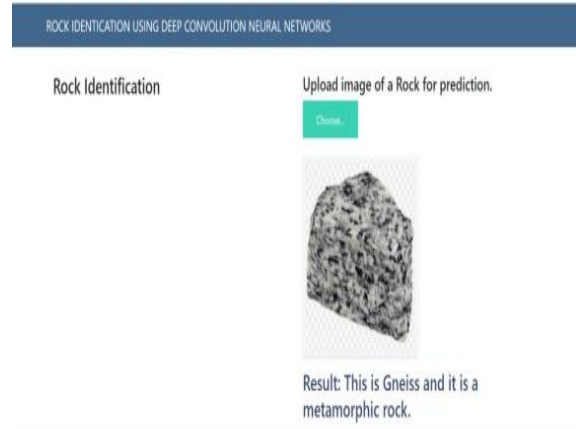 ROCK IDENTICATION USING DEEP CONVOLUTION NEURAL NETWORKS
Rock Identification
Upload image of a Rock for prediction.
Choose..
Result: This is Gneiss and it is a
metamorphic rock.